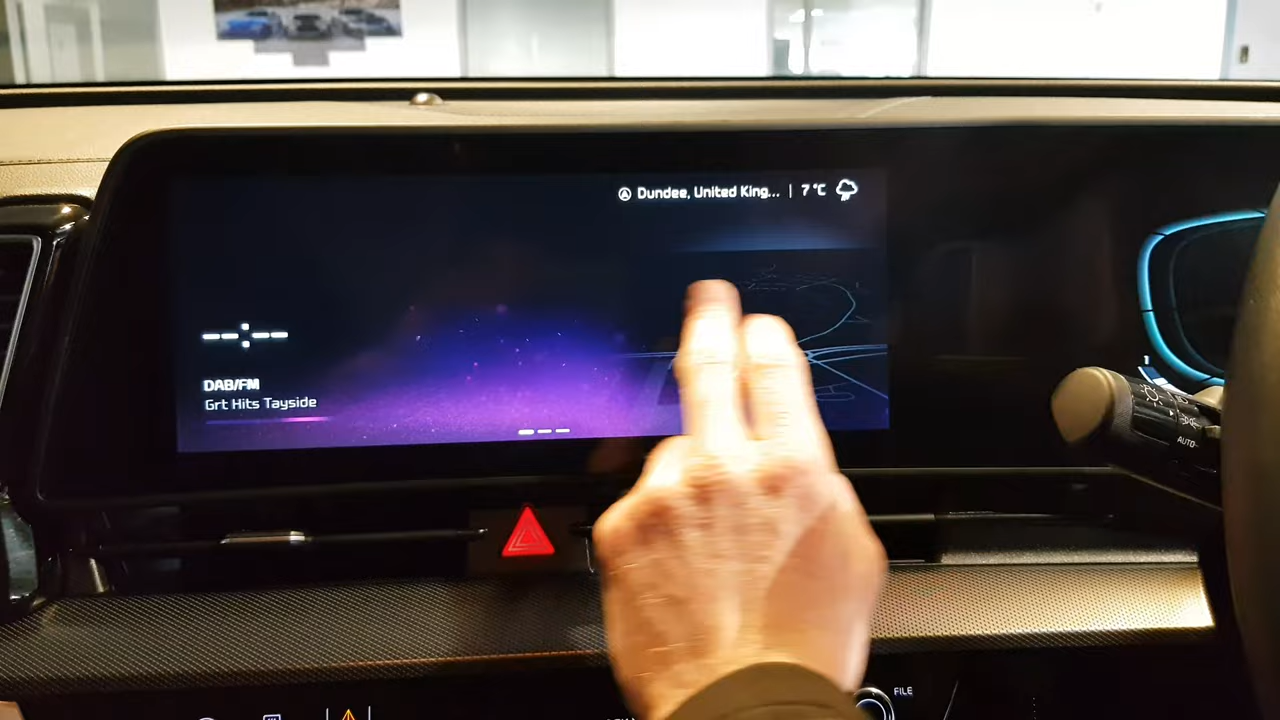 Dundee, United King... | 7°C
DAB/FM
Grt Hits Tayside
AUTO
FILE